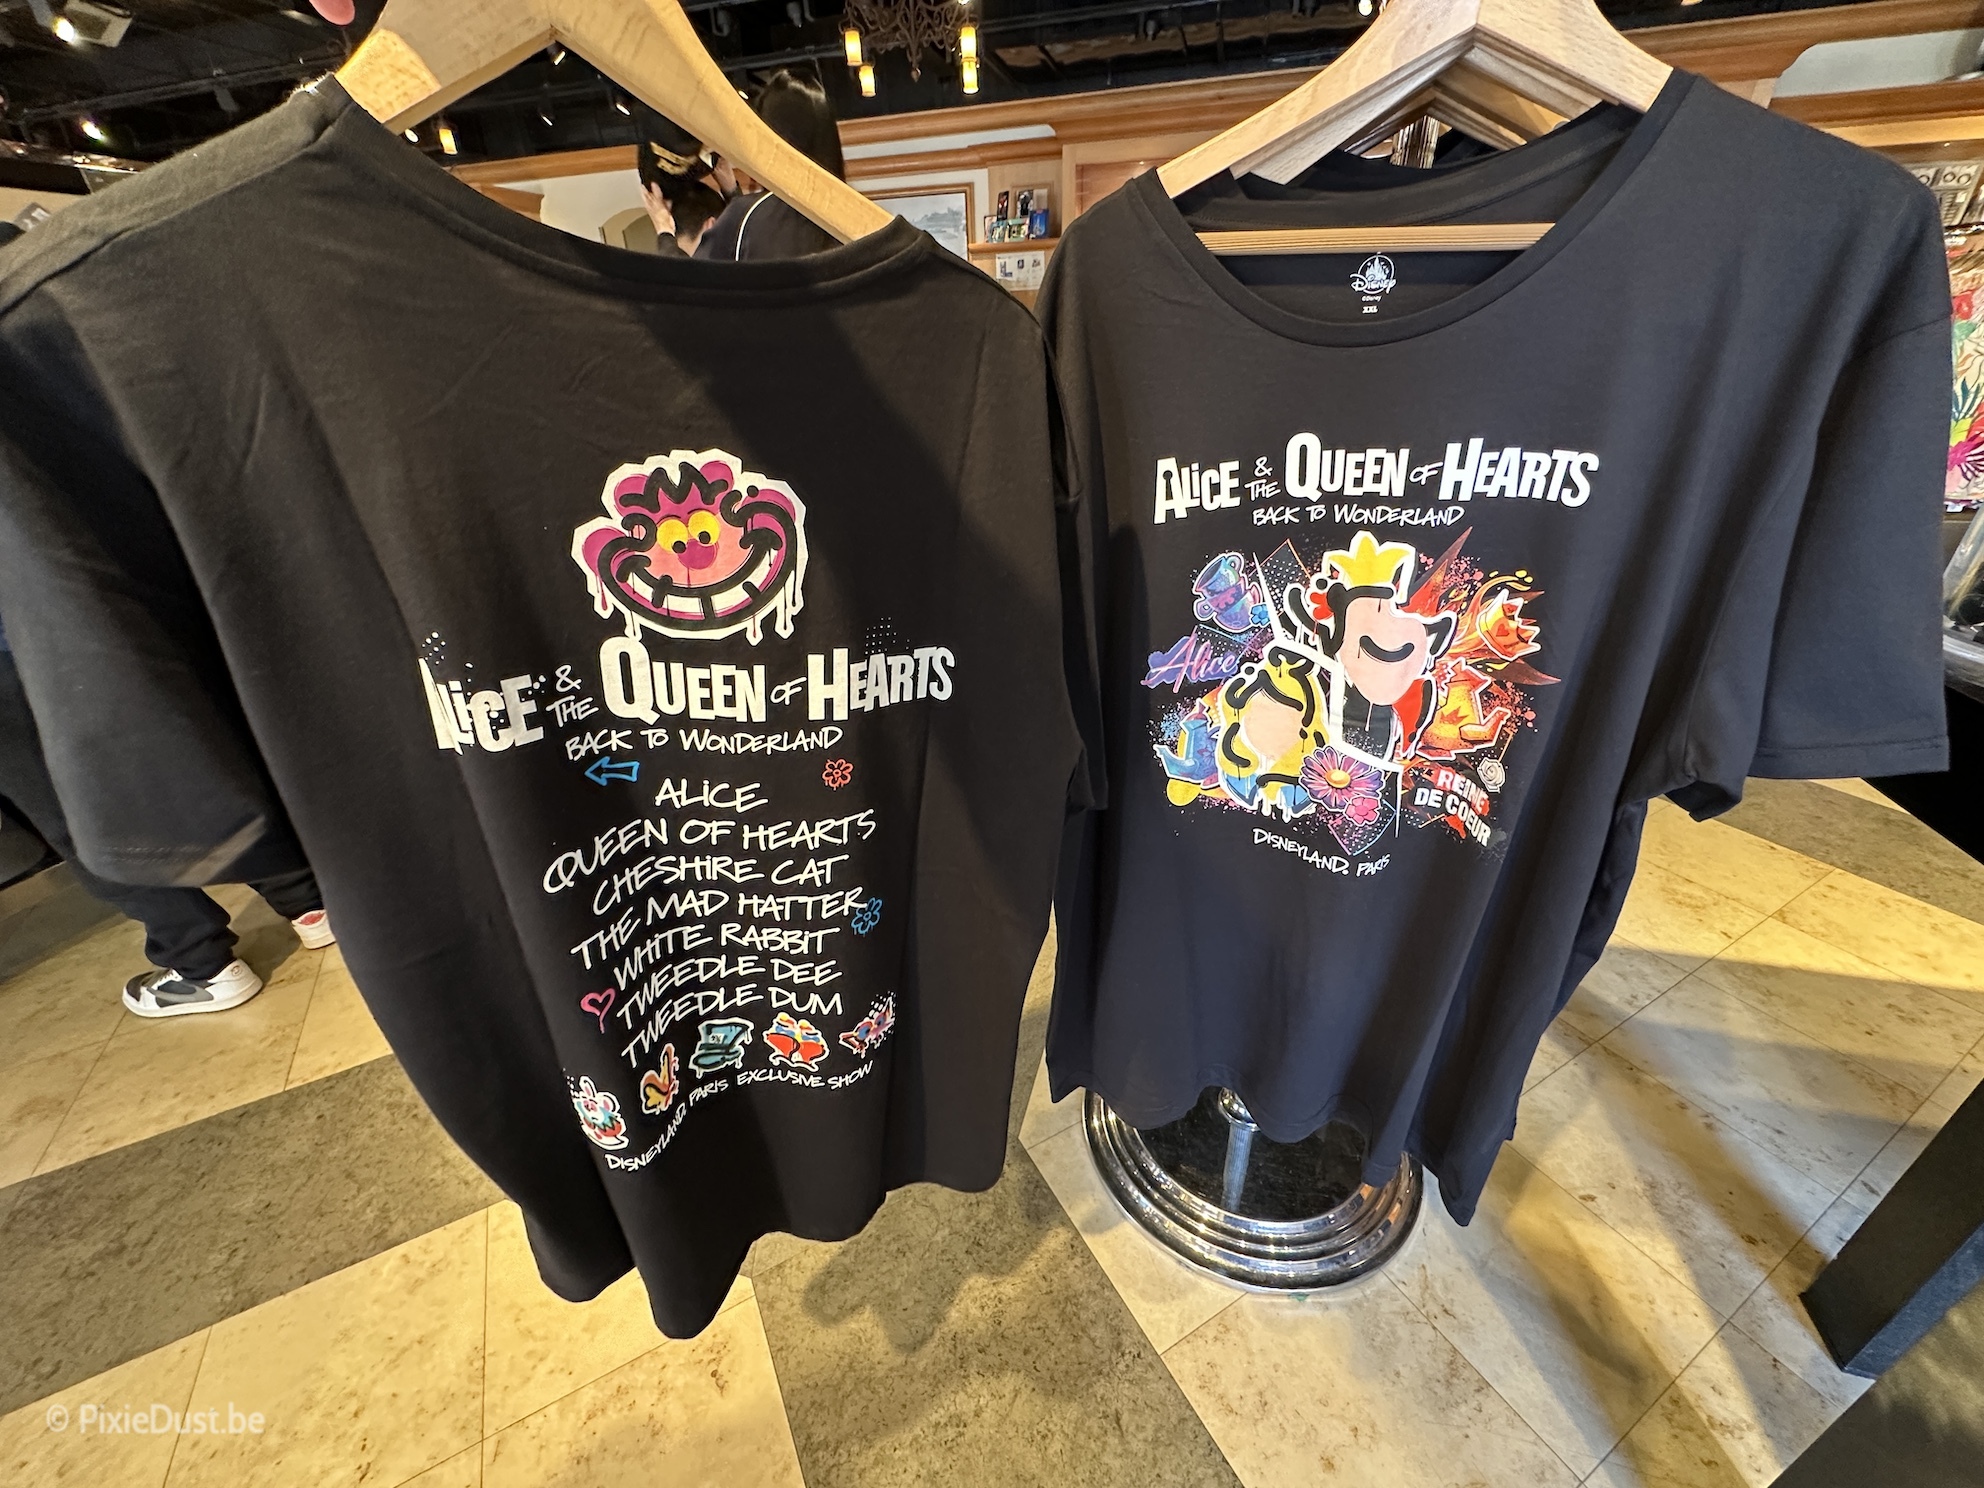 ALICE & THE QUEEN OF HEARTS
BACK TO WONDERLAND
ALICE
QUEEN OF HEARTS
CHESHIRE CAT
THE MAD HATTER
WHITE RABBIT
TWEEDLE DEE
TWEEDLE DUM
DISNEYLAND PARIS EXCLUSIVE SHOW
Disney
©Disney
XXL
ALICE & THE QUEEN OF HEARTS
BACK TO WONDERLAND
Alice
REINE
DE COEUR
DISNEYLAND PARIS
© PixieDust.be